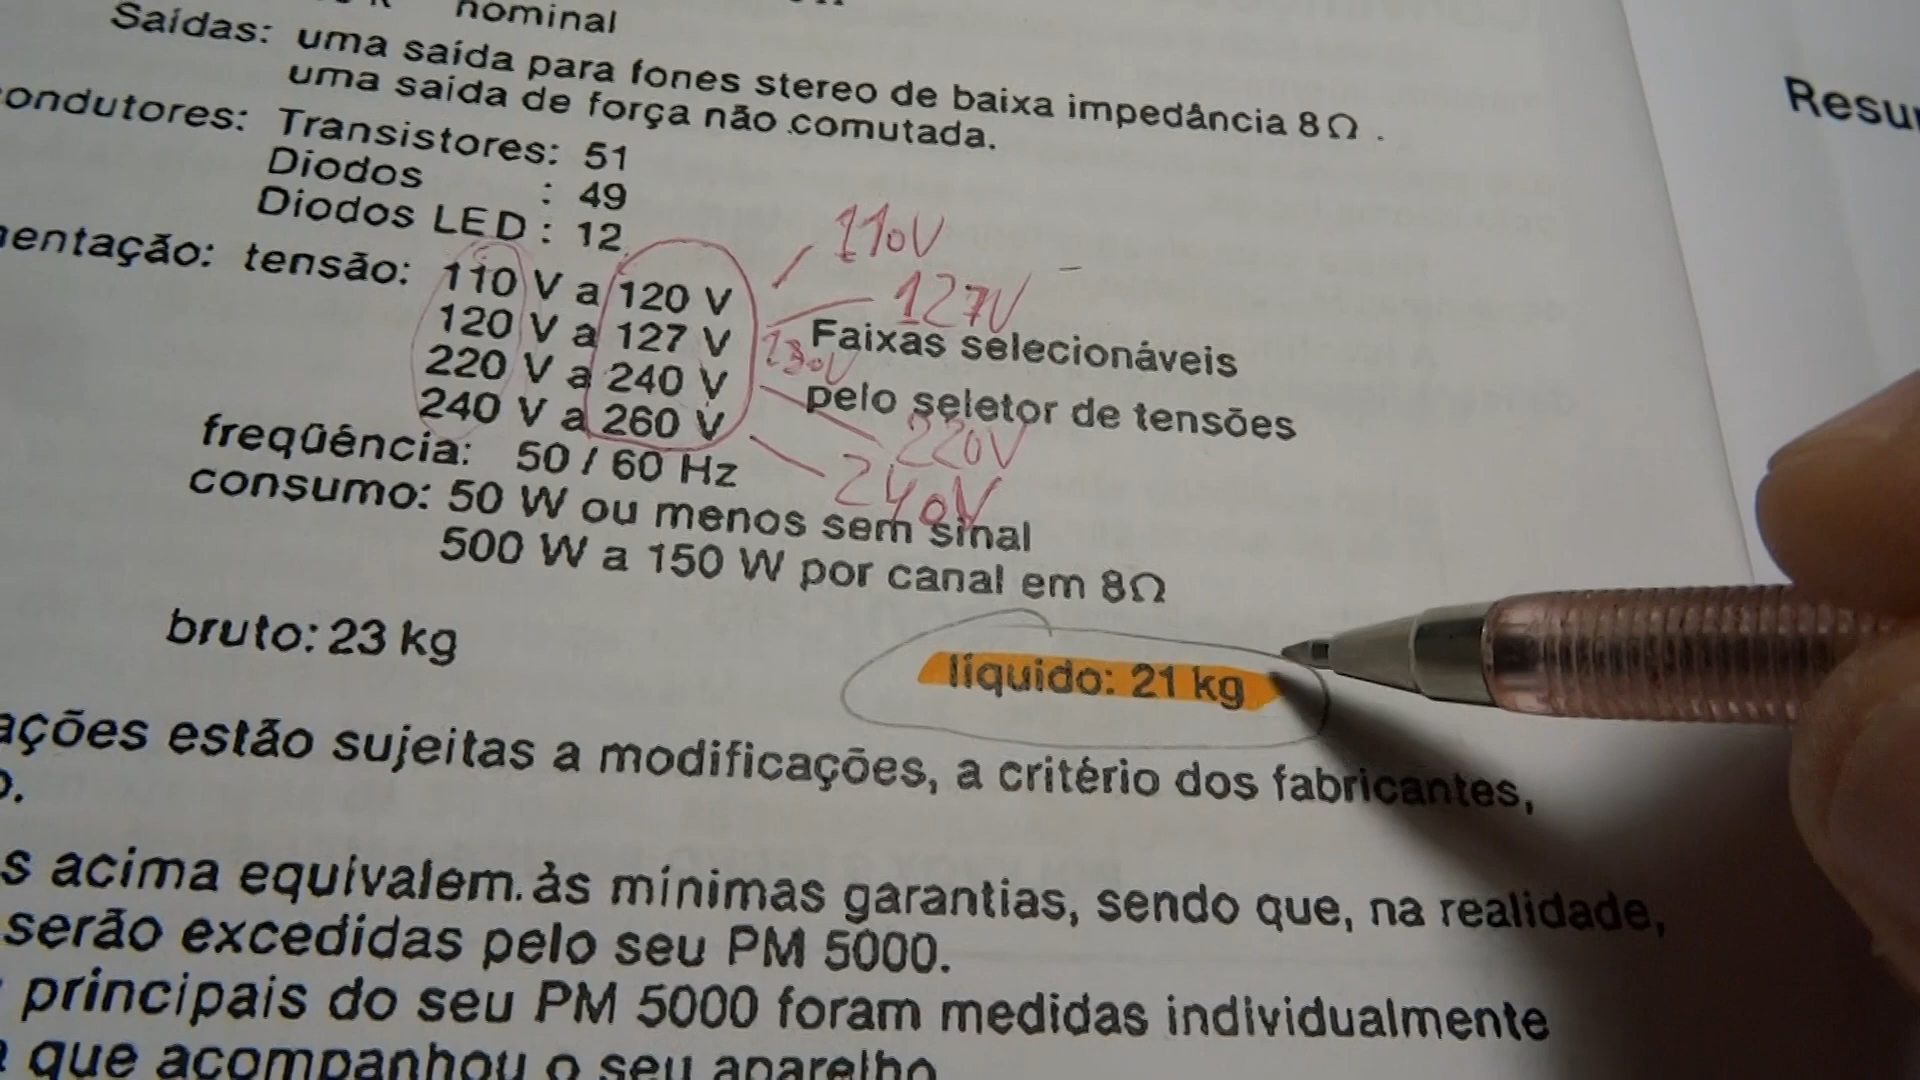 nominal
Saídas: uma saída para fones stereo de baixa impedância 8Ω.
uma saída de força não comutada.
condutores: Transistores: 51
Diodos : 49
Diodos LED : 12
110V
mentação: tensão: 110 V a 120 V
127V
120 V a 127 V Faixas selecionáveis
130V
220 V a 240 V pelo seletor de tensões
220V
240 V a 260 V
240V
freqüência: 50 / 60 Hz
consumo: 50 W ou menos sem sinal
500 W a 150 W por canal em 8Ω
bruto: 23 kg líquido: 21 kg
ações estão sujeitas a modificações, a critério dos fabricantes,
o.
s acima equivalem às mínimas garantias, sendo que, na realidade,
serão excedidas pelo seu PM 5000.
principais do seu PM 5000 foram medidas individualmente
que acompanhou o seu aparelho
Resu